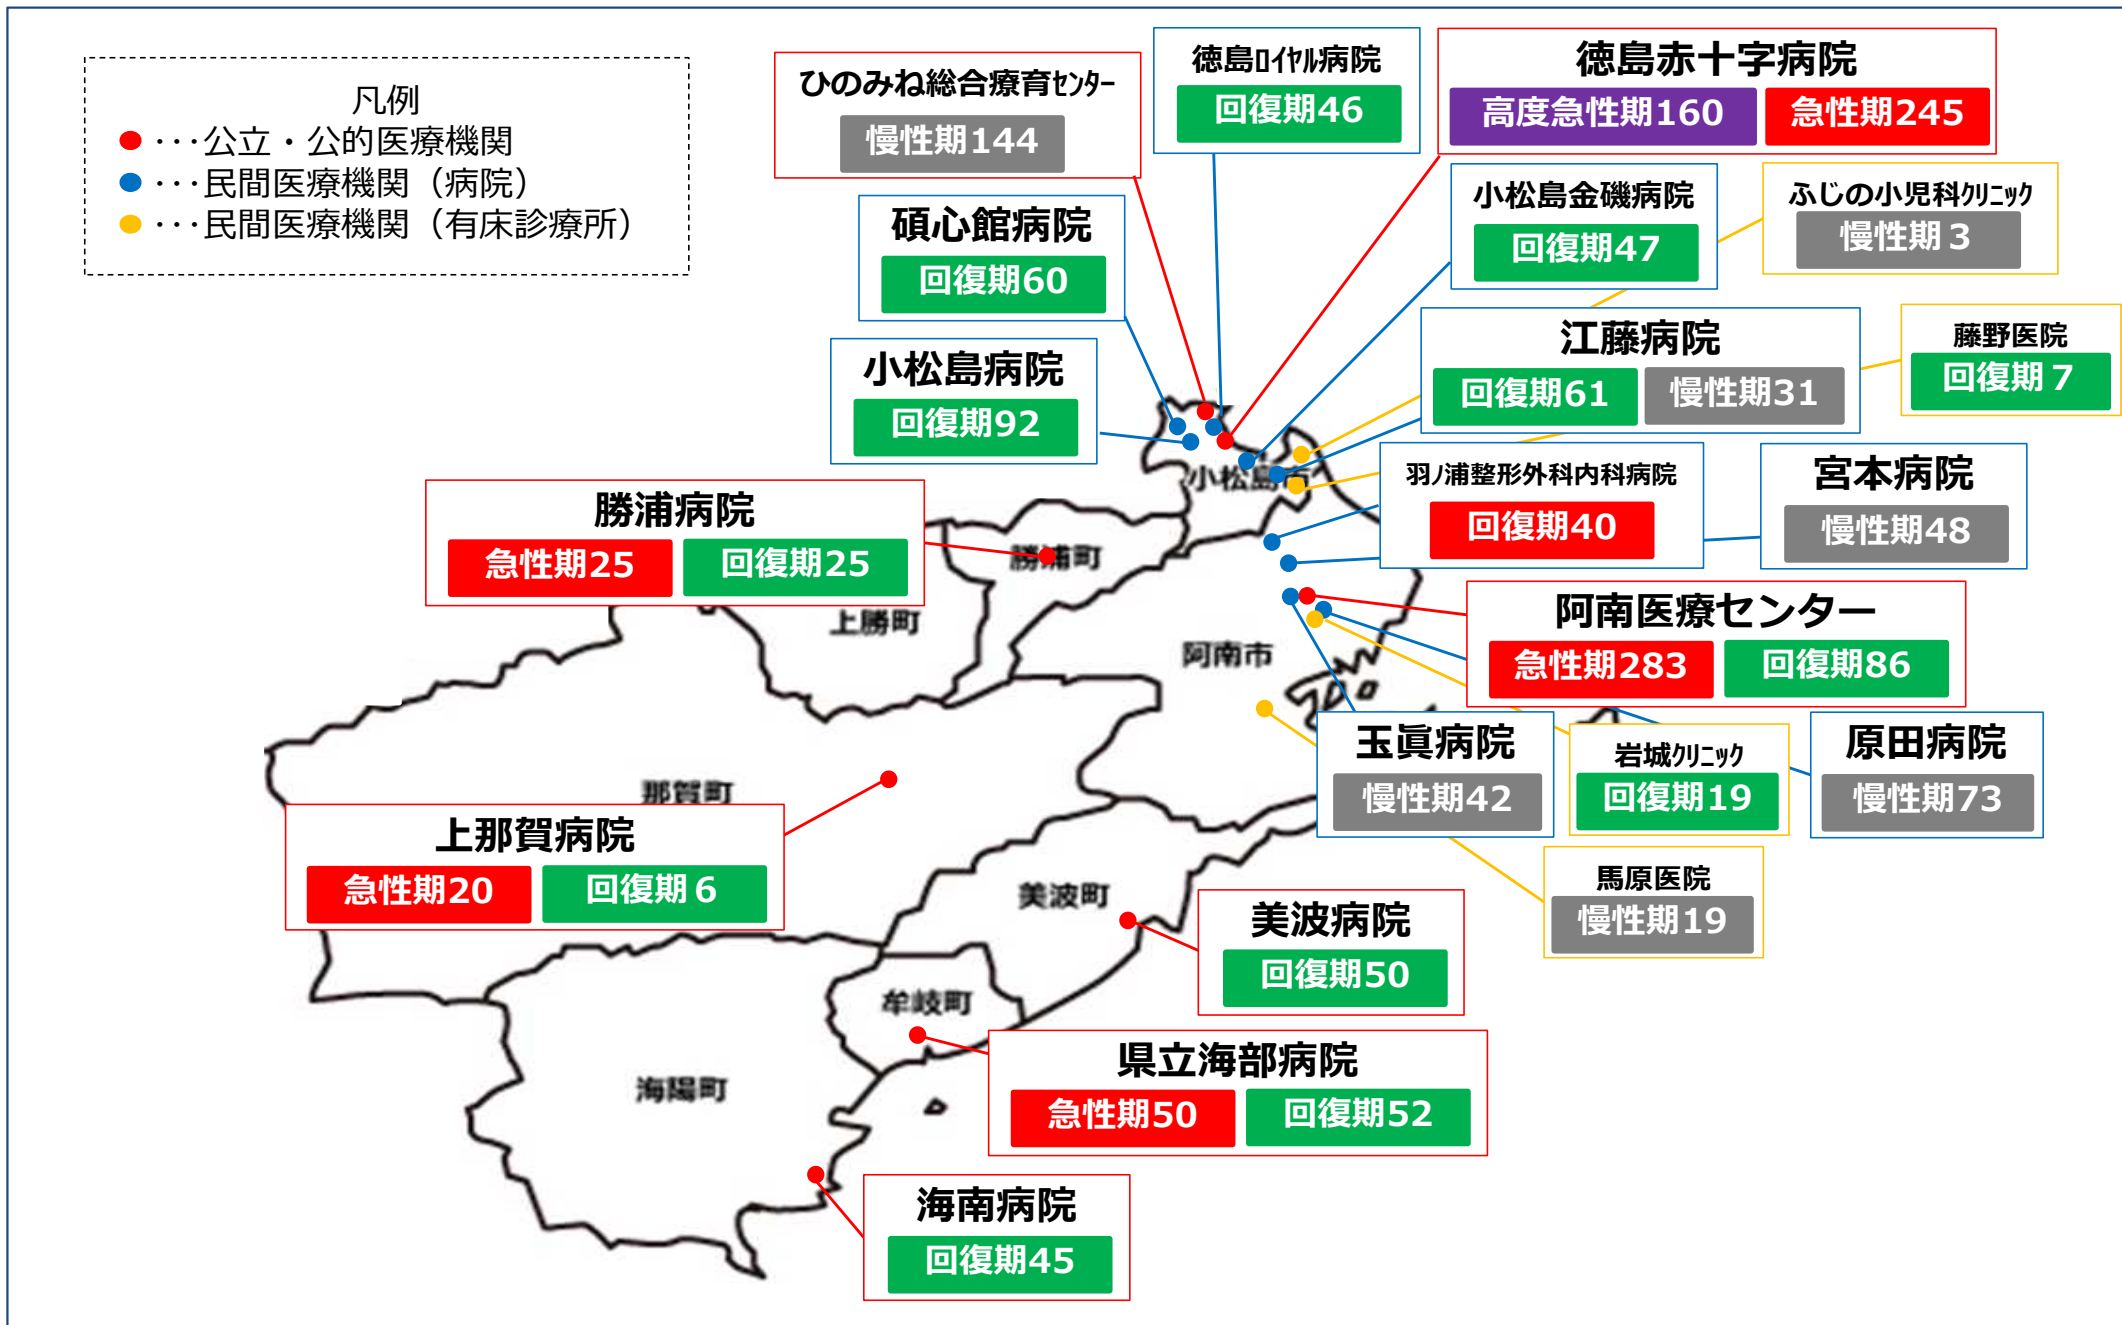 凡例
●・・・公立・公的医療機関
●・・・民間医療機関（病院）
●・・・民間医療機関（有床診療所）
ひのみね総合療育ｾﾝﾀｰ
慢性期144
徳島ﾛｲﾔﾙ病院
回復期46
徳島赤十字病院
高度急性期160 急性期245
碩心館病院
回復期60
小松島金磯病院
回復期47
ふじの小児科ｸﾘﾆｯｸ
慢性期３
小松島病院
回復期92
江藤病院
回復期61 慢性期31
藤野医院
回復期７
小松島市
羽ﾉ浦整形外科内科病院
回復期40
宮本病院
慢性期48
勝浦病院
急性期25 回復期25
勝浦町
上勝町
阿南市
阿南医療センター
急性期283 回復期86
那賀町
玉眞病院
慢性期42
岩城ｸﾘﾆｯｸ
回復期19
原田病院
慢性期73
上那賀病院
急性期20 回復期６
馬原医院
慢性期19
美波町
美波病院
回復期50
牟岐町
県立海部病院
急性期50 回復期52
海陽町
海南病院
回復期45